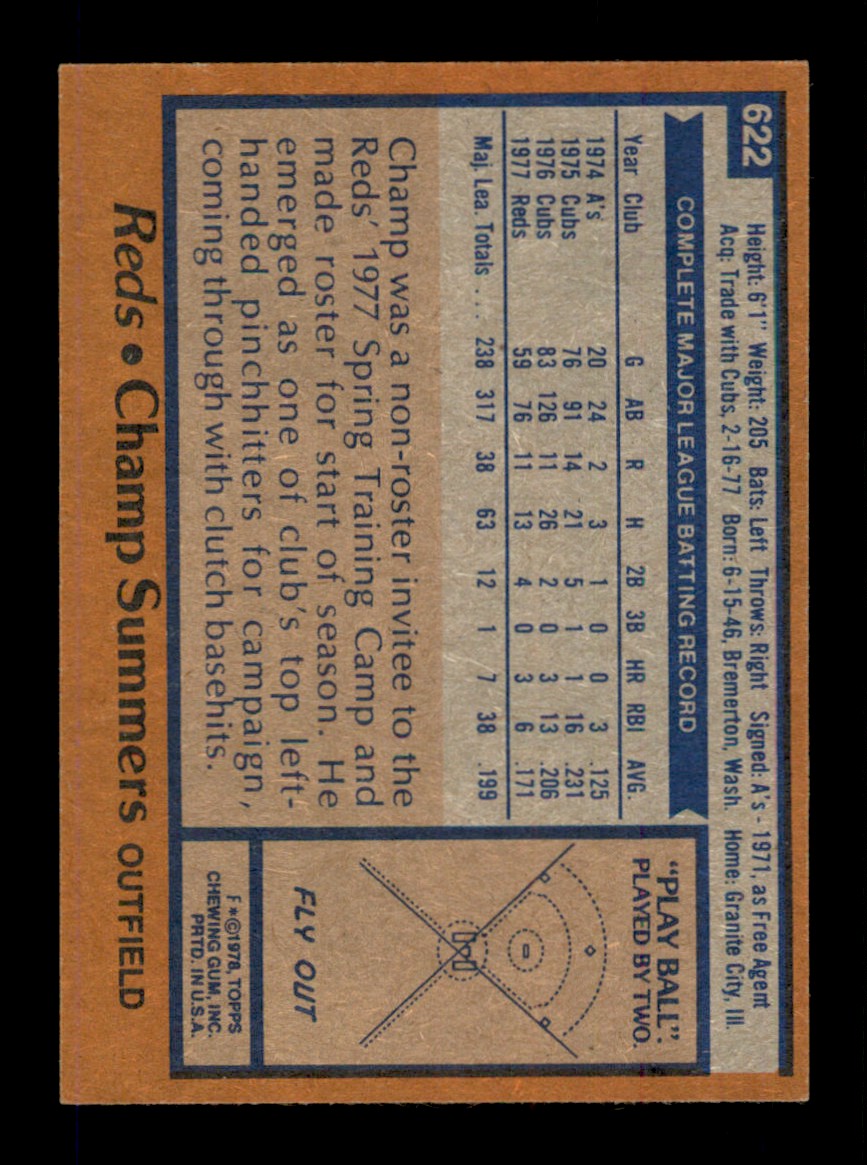 622
Height: 6'1" Weight: 205 Bats: Left Throws: Right Signed: A's - 1971, as Free Agent
Acq: Trade with Cubs, 2-16-77 Born: 6-15-46, Bremerton, Wash. Home: Granite City, Ill.
COMPLETE MAJOR LEAGUE BATTING RECORD
Year Club G AB R H 2B 3B HR RBI AVG.
1974 A's 20 24 2 3 1 0 0 3 .125
1975 Cubs 76 91 14 21 5 1 1 16 .231
1976 Cubs 83 126 11 26 2 0 3 13 .206
1977 Reds 59 76 11 13 4 0 3 6 .171
Maj. Lea. Totals .... 238 317 38 63 12 1 7 38 .199
Champ was a non-roster invitee to the
Reds' 1977 Spring Training Camp and
made roster for start of season. He
emerged as one of club's top left-
handed pinchhitters for campaign,
coming through with clutch basehits.
"PLAY BALL":
PLAYED BY TWO.
FLY OUT
F*©1978, TOPPS
CHEWING GUM, INC.
PRTD. IN U.S.A.
Reds • Champ Summers OUTFIELD